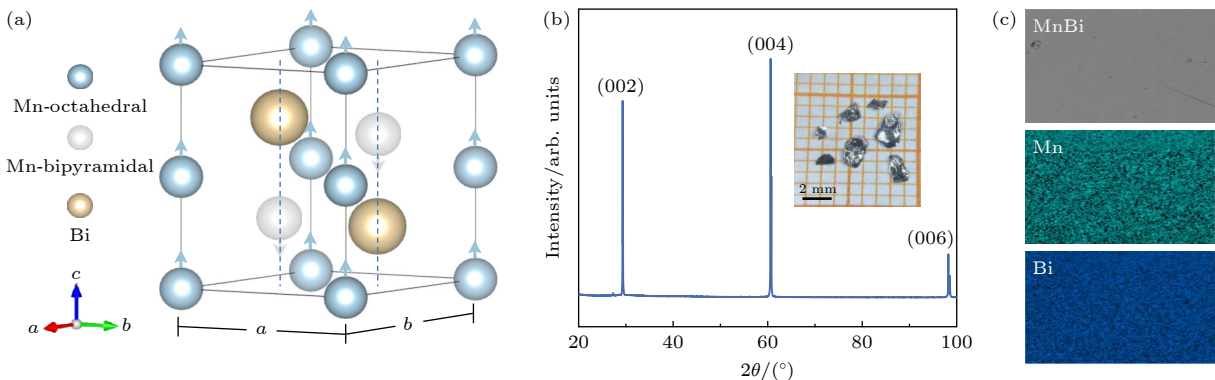 (a)
Mn-octahedral
Mn-bipyramidal
Bi
c
a
b
a
b
(b)
(002)
(004)
(006)
2 mm
Intensity/arb. units
20
40
60
80
100
2θ/(°)
(c)
MnBi
Mn
Bi